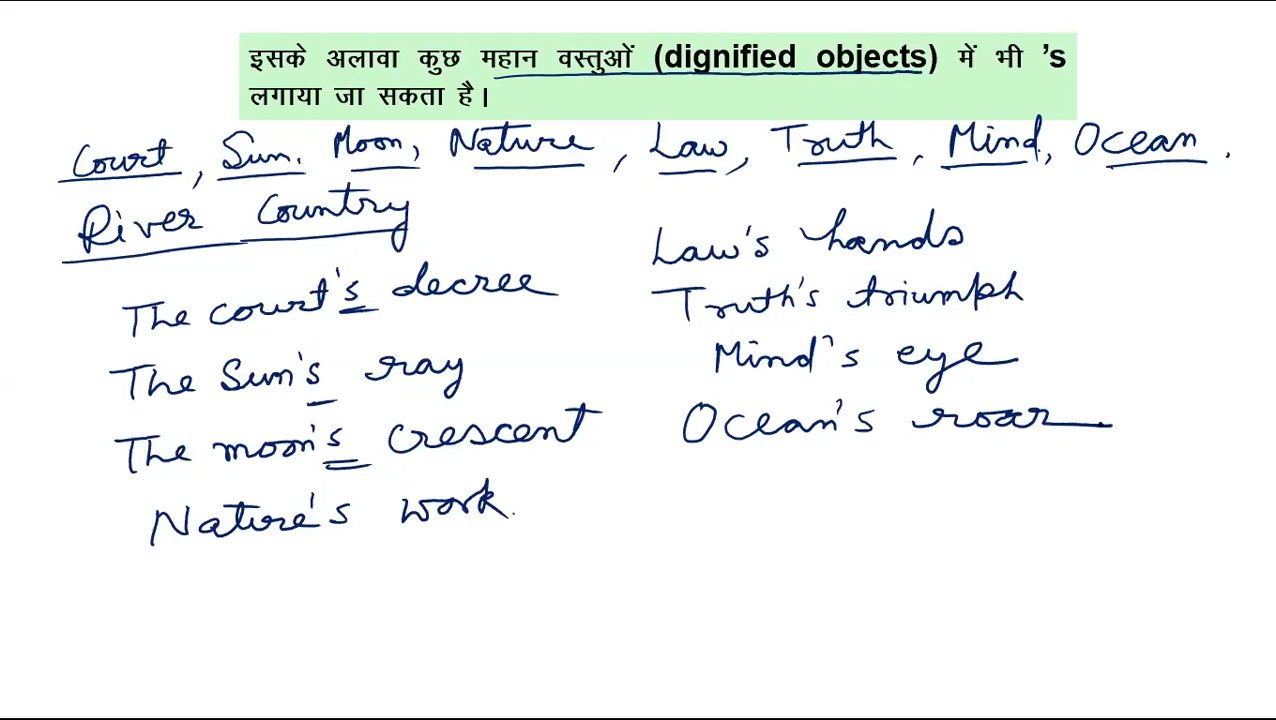 इसके अलावा कुछ महान वस्तुओं (dignified objects) में भी 's
लगाया जा सकता है।
Court, Sun, Moon, Nature, Law, Truth, Mind, Ocean.
River Country
The court's decree
The Sun's ray
The moon's crescent
Nature's work.
Law's hands
Truth's triumph
Mind's eye
Ocean's roar